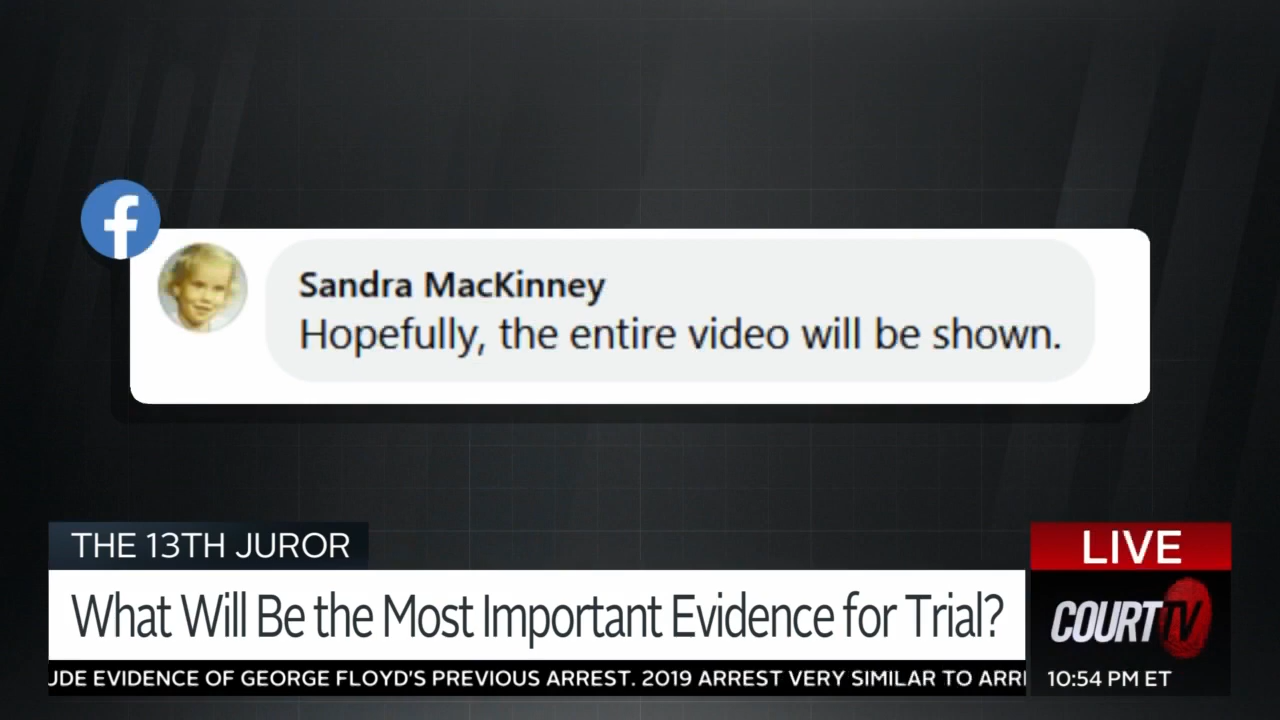 f
Sandra MacKinney
Hopefully, the entire video will be shown.
THE 13TH JUROR
LIVE
What Will Be the Most Important Evidence for Trial?
COURT TV
EVIDENCE OF GEORGE FLOYD'S PREVIOUS ARREST. 2019 ARREST VERY SIMILAR TO
10:54 PM ET